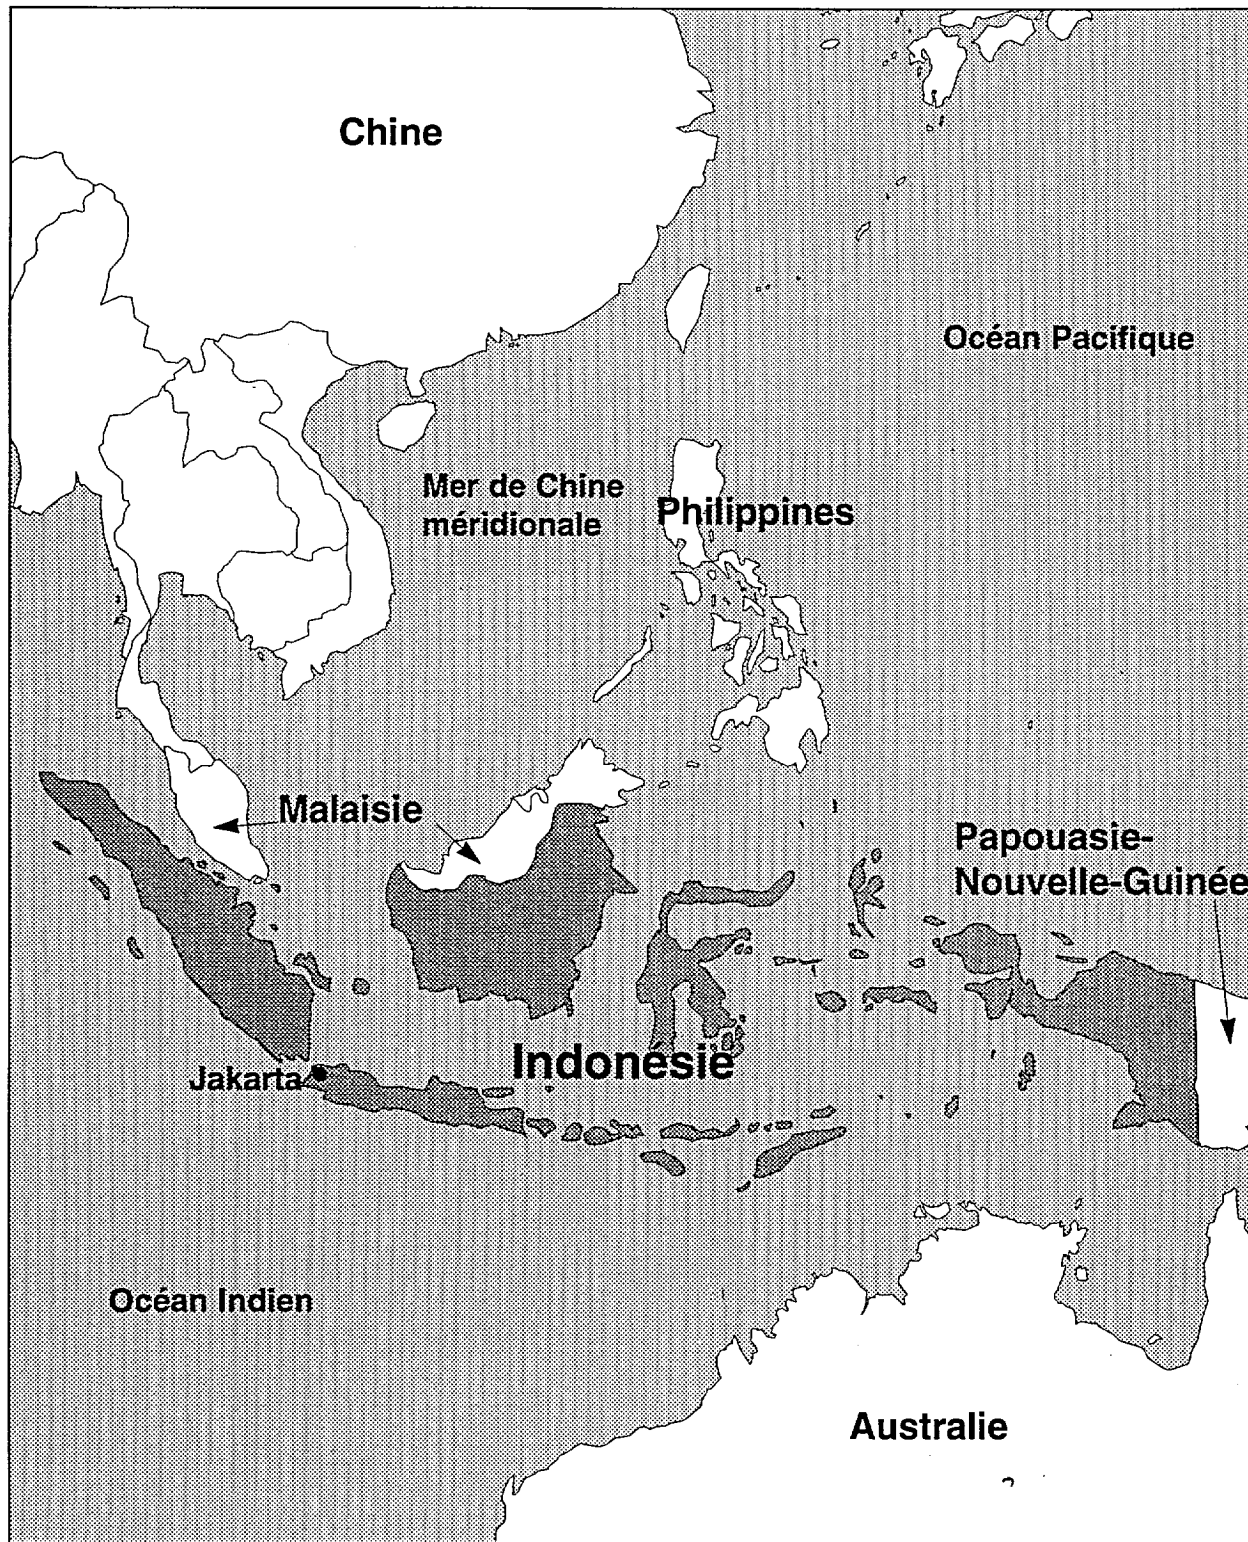 Chine
Océan Pacifique
Mer de Chine
méridionale
Philippines
Malaisie
Papouasie-
Nouvelle-Guinée
Indonésie
Jakarta
Océan Indien
Australie